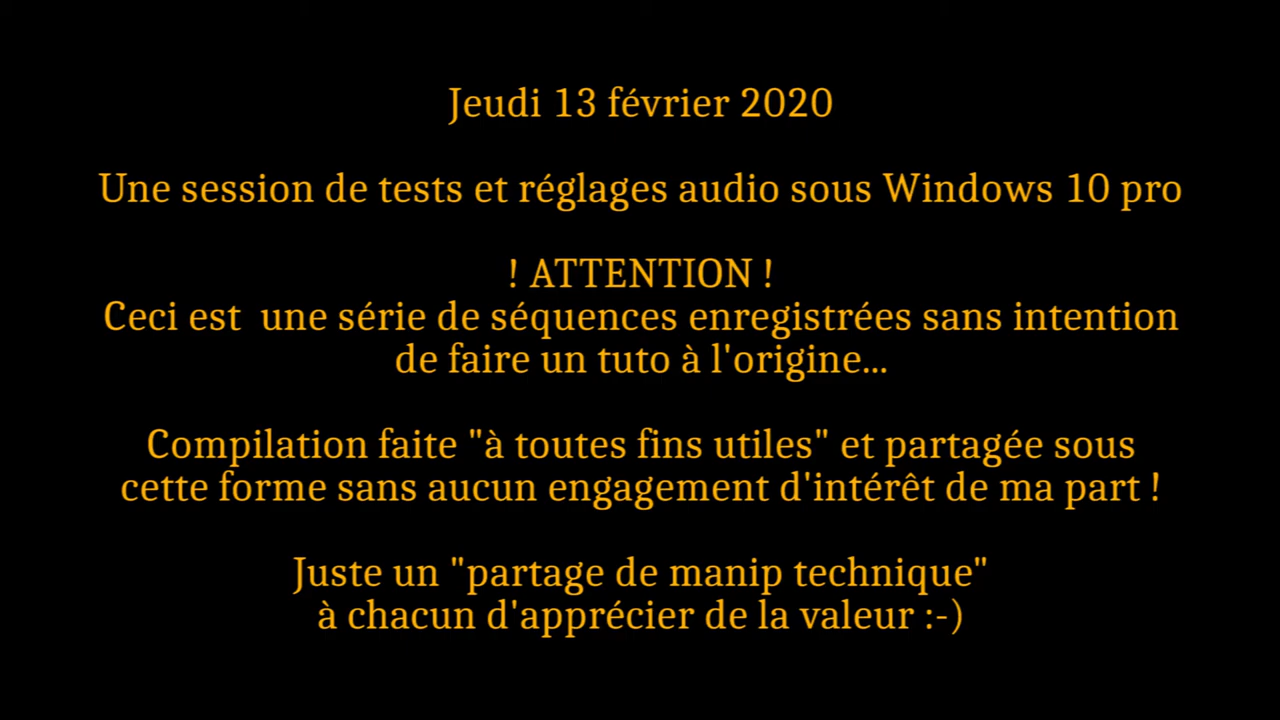 Jeudi 13 février 2020
Une session de tests et réglages audio sous Windows 10 pro
! ATTENTION !
Ceci est  une série de séquences enregistrées sans intention
de faire un tuto à l'origine...
Compilation faite "à toutes fins utiles" et partagée sous
cette forme sans aucun engagement d'intérêt de ma part !
Juste un "partage de manip technique"
à chacun d'apprécier de la valeur :-)